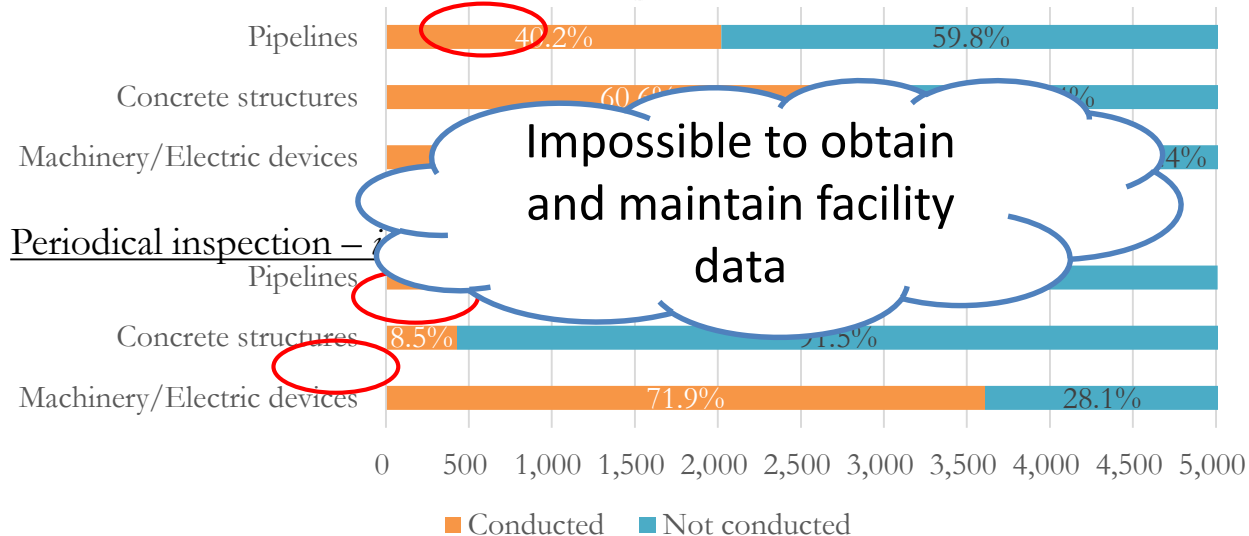 Pipelines 40.2% 59.8%
Concrete structures
Machinery/Electric devices
Impossible to obtain
and maintain facility
data
Periodical inspection –
Pipelines
Concrete structures 8.5% 91.5%
Machinery/Electric devices 71.9% 28.1%
0 500 1,000 1,500 2,000 2,500 3,000 3,500 4,000 4,500 5,000
Conducted Not conducted